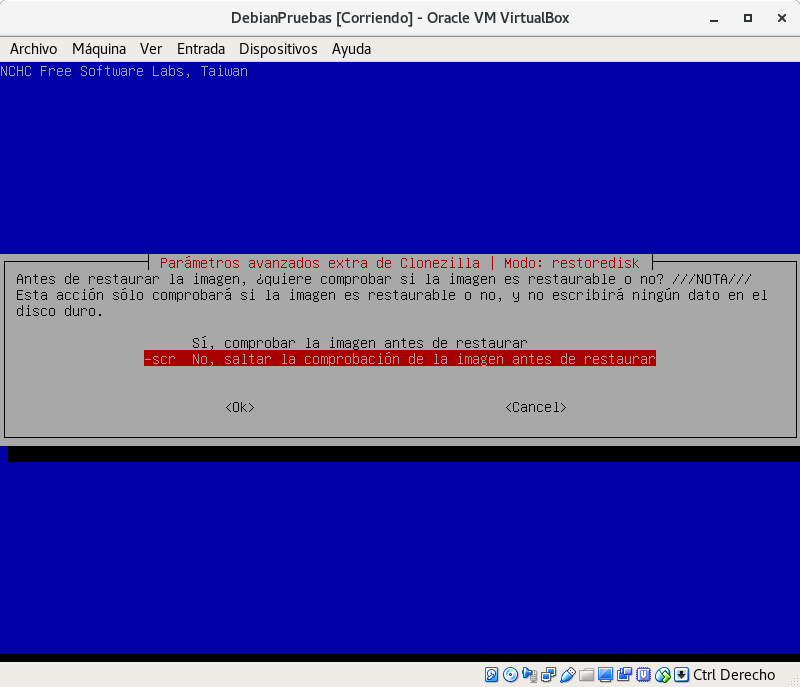 DebianPruebas [Corriendo] - Oracle VM VirtualBox
Archivo Máquina Ver Entrada Dispositivos Ayuda
NCHC Free Software Labs, Taiwan
Parámetros avanzados extra de Clonezilla | Modo: restoredisk
Antes de restaurar la imagen, ¿quiere comprobar si la imagen es restaurable o no? ///NOTA///
Esta acción sólo comprobará si la imagen es restaurable o no, y no escribirá ningún dato en el
disco duro.
Sí, comprobar la imagen antes de restaurar
-scr No, saltar la comprobación de la imagen antes de restaurar
<Ok> <Cancel>
Ctrl Derecho